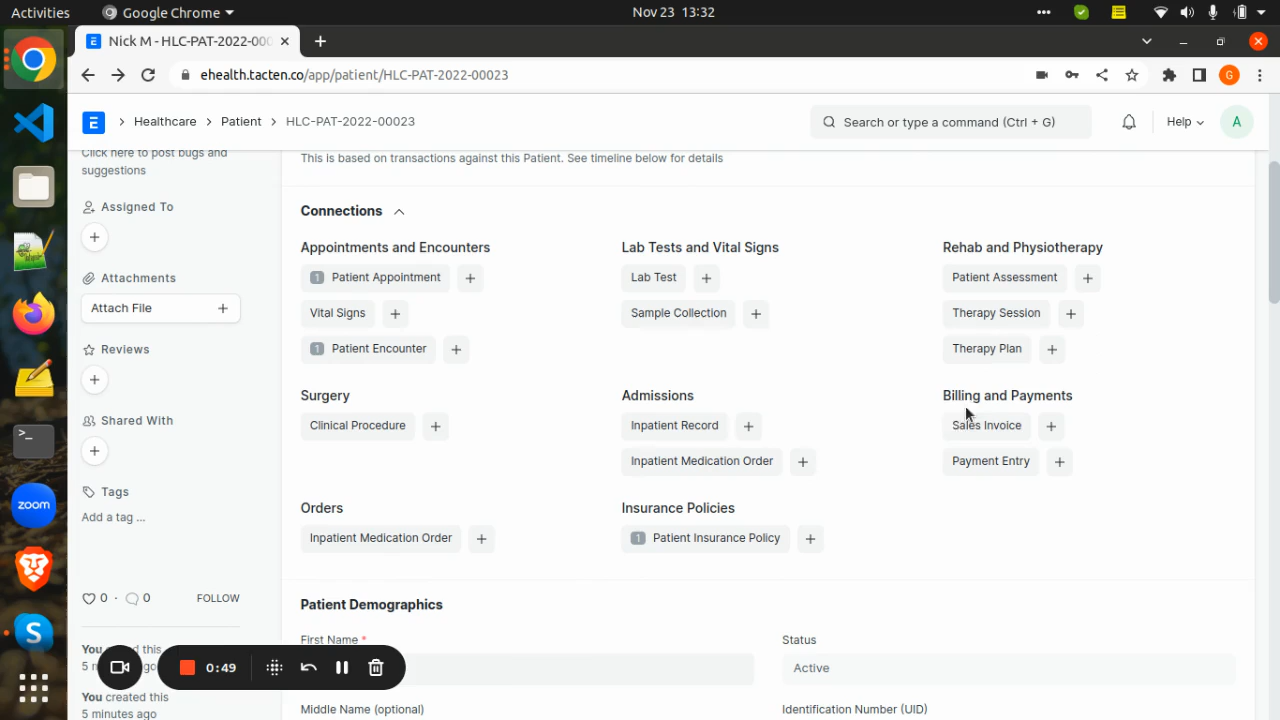 Activities
Google Chrome
Nov 23 13:32
Nick M - HLC-PAT-2022-000
ehealth.tacten.co/app/patient/HLC-PAT-2022-00023
G
E
Healthcare
Patient
HLC-PAT-2022-00023
Search or type a command (Ctrl + G)
Help
A
Click here to post bugs and
suggestions
Assigned To
Attachments
Attach File
Reviews
Shared With
Tags
Add a tag ...
0 · 0
FOLLOW
You
this
5 m
You created this
5 minutes ago
0:49
This is based on transactions against this Patient. See timeline below for details
Connections
Appointments and Encounters
1 Patient Appointment
Vital Signs
1 Patient Encounter
Lab Tests and Vital Signs
Lab Test
Sample Collection
Rehab and Physiotherapy
Patient Assessment
Therapy Session
Therapy Plan
Surgery
Clinical Procedure
Admissions
Inpatient Record
Inpatient Medication Order
Billing and Payments
Sales Invoice
Payment Entry
Orders
Inpatient Medication Order
Insurance Policies
1 Patient Insurance Policy
Patient Demographics
First Name *
Status
Active
Middle Name (optional)
Identification Number (UID)
zoom